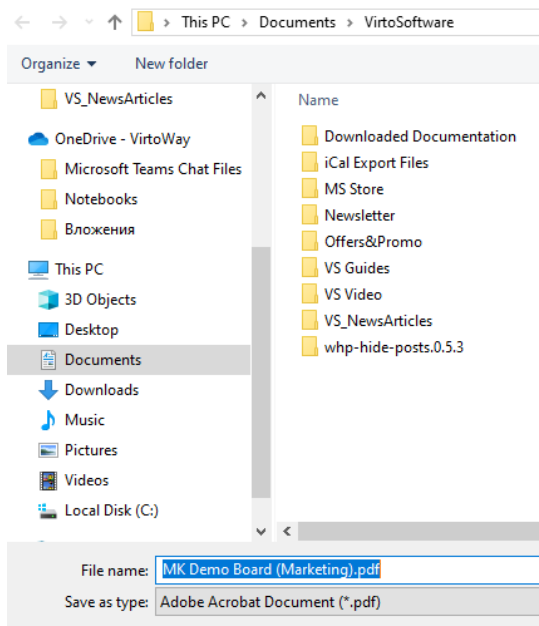 This PC > Documents > VirtoSoftware
Organize New folder
VS_NewsArticles
OneDrive - VirtoWay
Microsoft Teams Chat Files
Notebooks
Вложения
This PC
3D Objects
Desktop
Documents
Downloads
Music
Pictures
Videos
Local Disk (C:)
Name
Downloaded Documentation
iCal Export Files
MS Store
Newsletter
Offers&Promo
VS Guides
VS Video
VS_NewsArticles
whp-hide-posts.0.5.3
File name: MK Demo Board (Marketing).pdf
Save as type: Adobe Acrobat Document (*.pdf)